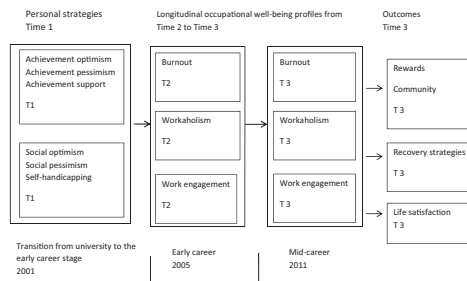 Personal strategies
Time 1
Longitudinal occupational well-being profiles from
Time 2 to Time 3
Outcomes
Time 3
Achievement optimism
Achievement pessimism
Achievement support
T1
Social optimism
Social pessimism
Self-handicapping
T1
Burnout
T2
Workaholism
T2
Work engagement
T2
Burnout
T 3
Workaholism
T 3
Work engagement
T 3
Rewards
Community
T 3
Recovery strategies
T 3
Life satisfaction
T 3
Transition from university to the
early career stage
2001
Early career
2005
Mid-career
2011